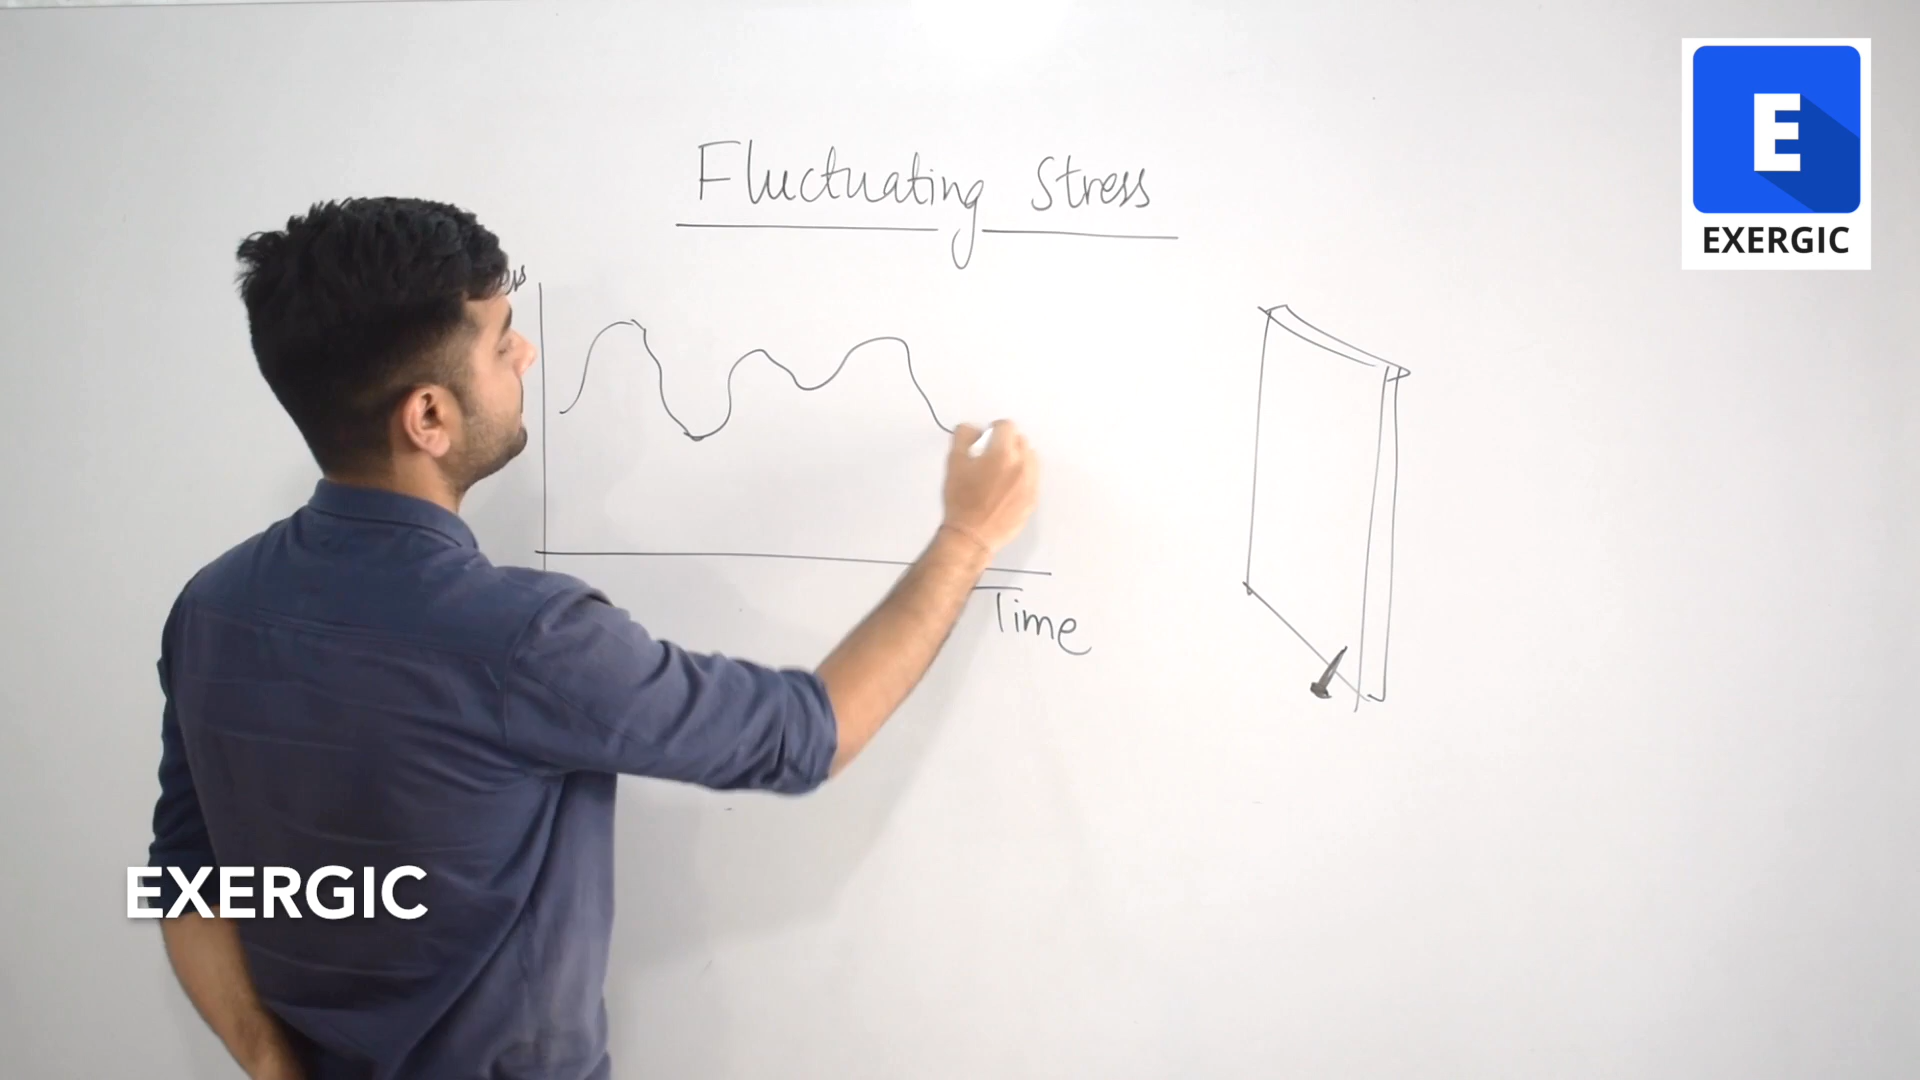 Fluctuating Stress
E
EXERGIC
Time
EXERGIC